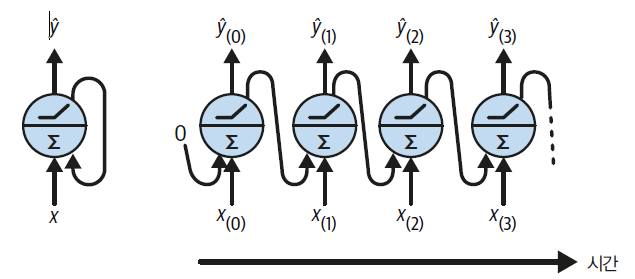 ŷ ŷ(0) ŷ(1) ŷ(2) ŷ(3)
0
Σ Σ Σ Σ Σ
x x(0) x(1) x(2) x(3)
시간